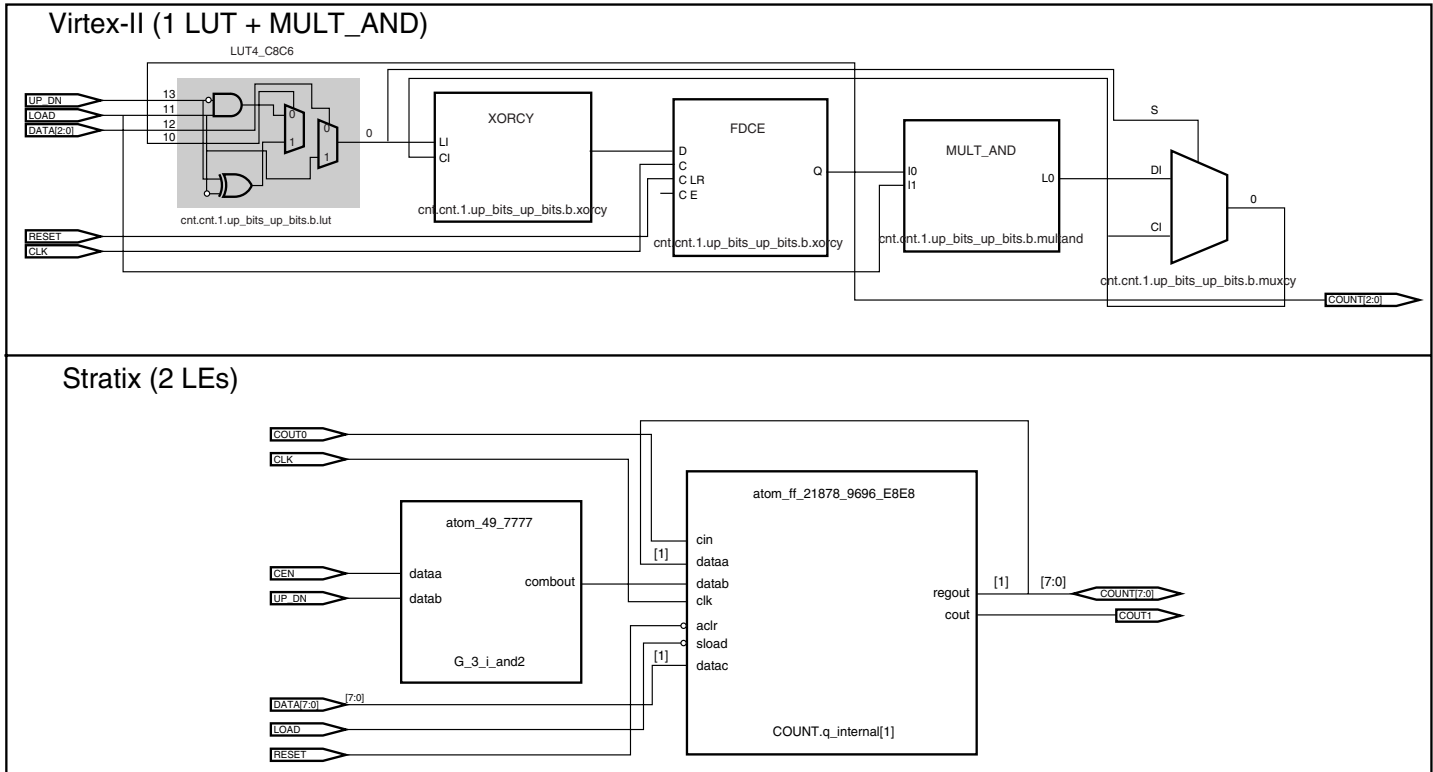 Virtex-II (1 LUT + MULT_AND)
LUT4_C8C6
UP_DN
LOAD
DATA[2:0]
13
11
12
10
0
1
0
1
0
cnt.cnt.1.up_bits_up_bits.b.lut
XORCY
LI
CI
cnt.cnt.1.up_bits_up_bits.b.xorcy
FDCE
D
C
C LR
C E
Q
cnt.cnt.1.up_bits_up_bits.b.xorcy
MULT_AND
I0
I1
L0
cnt.cnt.1.up_bits_up_bits.b.multand
S
DI
CI
0
cnt.cnt.1.up_bits_up_bits.b.muxcy
RESET
CLK
COUNT[2:0]
Stratix (2 LEs)
COUT0
CLK
CEN
UP_DN
atom_49_7777
dataa
datab
combout
G_3_i_and2
DATA[7:0]
[7:0]
LOAD
RESET
atom_ff_21878_9696_E8E8
cin
[1]
dataa
datab
clk
aclr
sload
[1]
datac
regout
cout
COUNT.q_internal[1]
[1]
[7:0]
COUNT[7:0]
COUT1